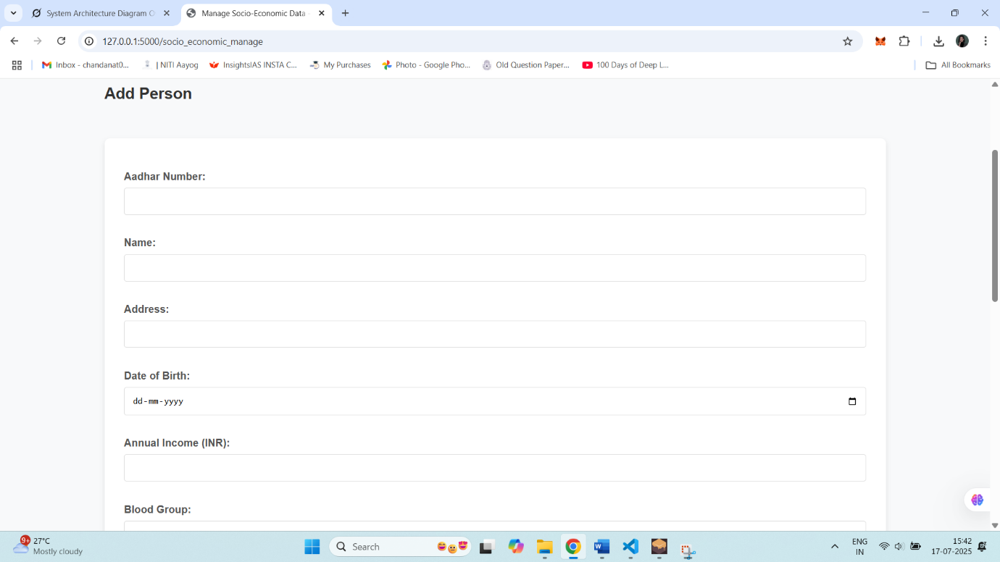 System Architecture Diagram O
Manage Socio-Economic Data
127.0.0.1:5000/socio_economic_manage
Inbox - chandanat0...
| NITI Aayog
InsightsIAS INSTA C...
My Purchases
Photo - Google Pho...
Old Question Paper...
100 Days of Deep L...
All Bookmarks
Add Person
Aadhar Number:
Name:
Address:
Date of Birth:
dd-mm-yyyy
Annual Income (INR):
Blood Group:
9+
27°C
Mostly cloudy
Search
ENG
IN
15:42
17-07-2025